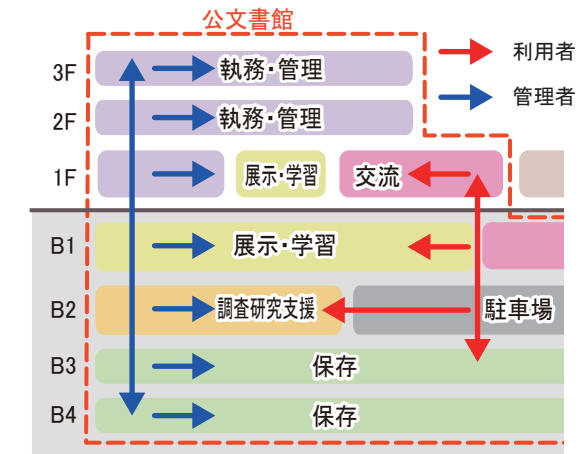 公文書館
利用者
管理者
3F 執務・管理
2F 執務・管理
1F 展示・学習 交流
B1 展示・学習
B2 調査研究支援 駐車場
B3 保存
B4 保存